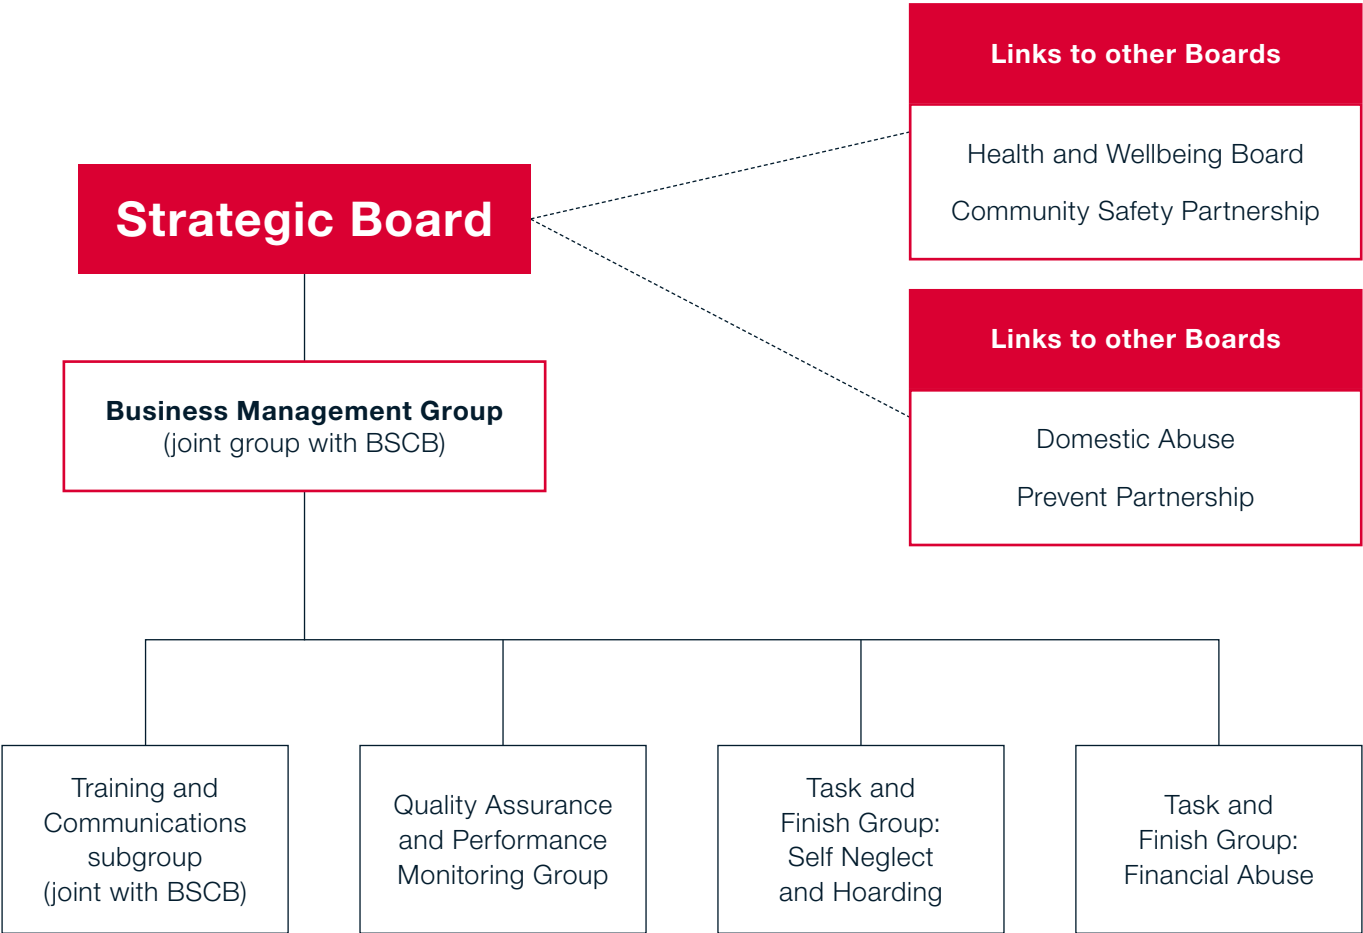 Links to other Boards
Health and Wellbeing Board
Community Safety Partnership
Strategic Board
Links to other Boards
Domestic Abuse
Prevent Partnership
Business Management Group
(joint group with BSCB)
Training and
Communications
subgroup
(joint with BSCB)
Quality Assurance
and Performance
Monitoring Group
Task and
Finish Group:
Self Neglect
and Hoarding
Task and
Finish Group:
Financial Abuse